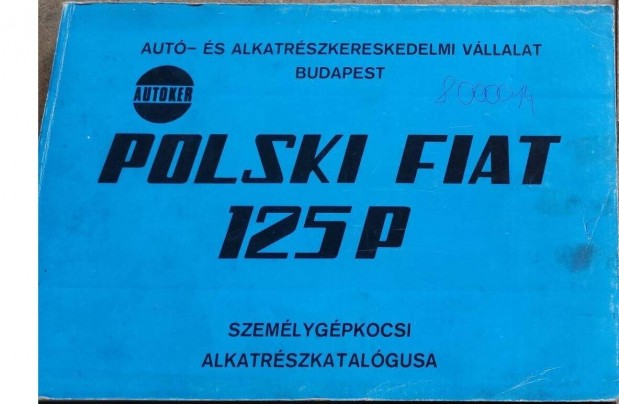 AUTÓ- ÉS ALKATRÉSZKERESKEDELMI VÁLLALAT
BUDAPEST
AUTOKER
POLSKI FIAT
125P
SZEMÉLYGÉPKOCSI
ALKATRÉSZKATALÓGUSA